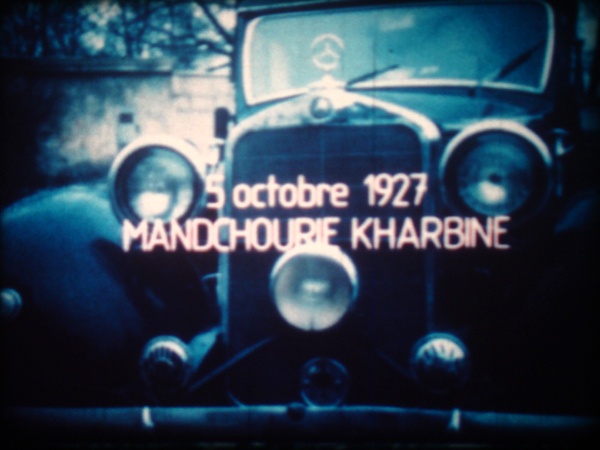 5 octobre 1927
MANDCHOURIE KHARBINE